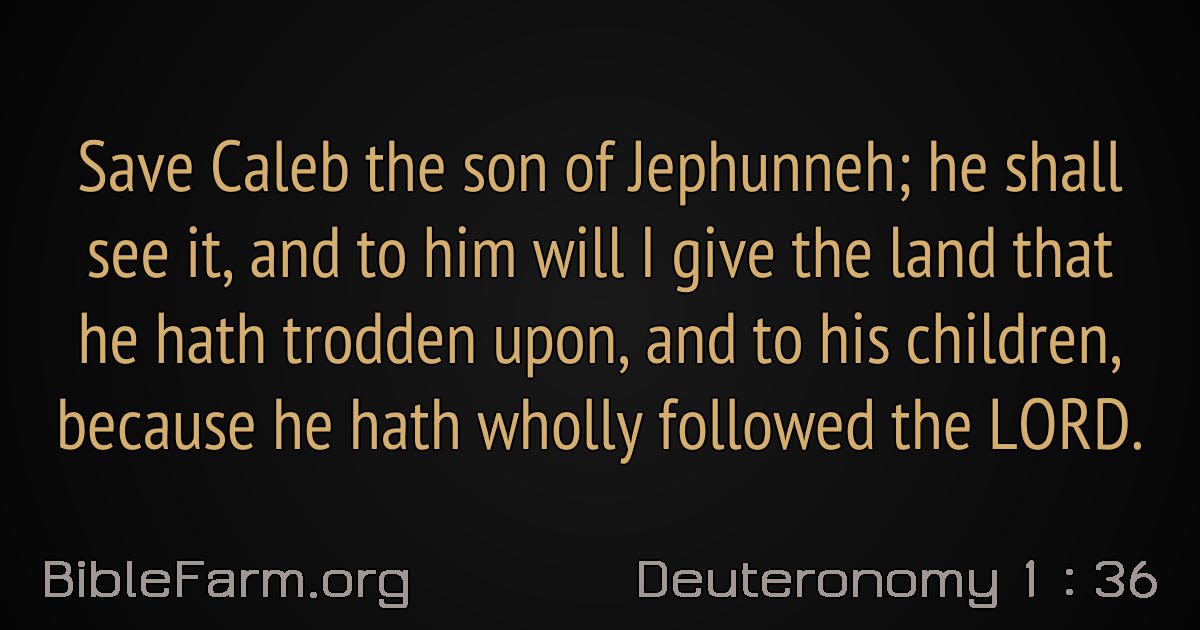 Save Caleb the son of Jephunneh; he shall
see it, and to him will I give the land that
he hath trodden upon, and to his children,
because he hath wholly followed the LORD.
BibleFarm.org
Deuteronomy 1 : 36